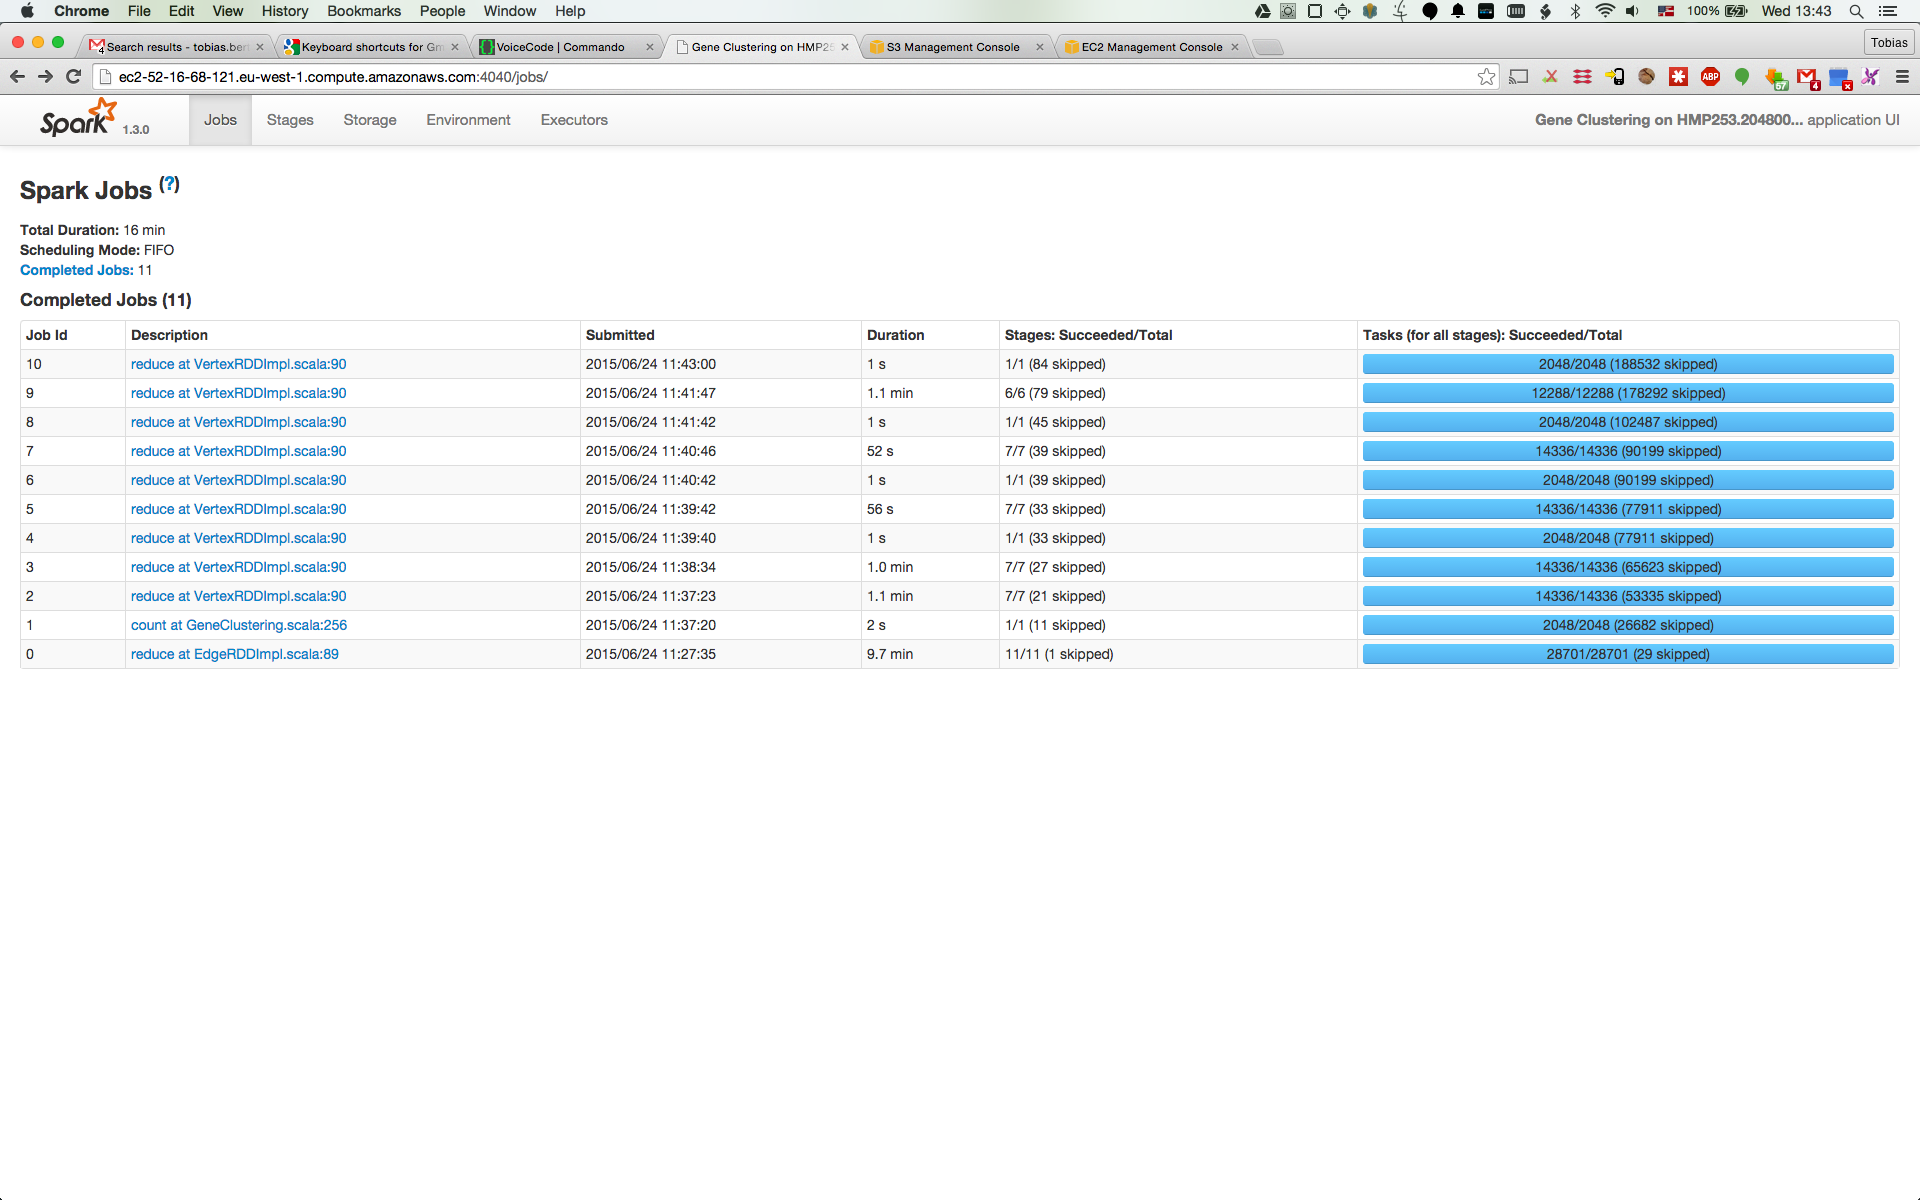 Chrome File Edit View History Bookmarks People Window Help 100% Wed 13:43
Search results - tobias.ber Keyboard shortcuts for Gm VoiceCode | Commando Gene Clustering on HMP25 S3 Management Console EC2 Management Console Tobias
ec2-52-16-68-121.eu-west-1.compute.amazonaws.com:4040/jobs/ ABP 67 4
Spark 1.3.0 Jobs Stages Storage Environment Executors Gene Clustering on HMP253.204800... application UI
Spark Jobs (?)
Total Duration: 16 min
Scheduling Mode: FIFO
Completed Jobs: 11
Completed Jobs (11)
Job Id Description Submitted Duration Stages: Succeeded/Total Tasks (for all stages): Succeeded/Total
10 reduce at VertexRDDImpl.scala:90 2015/06/24 11:43:00 1 s 1/1 (84 skipped) 2048/2048 (188532 skipped)
9 reduce at VertexRDDImpl.scala:90 2015/06/24 11:41:47 1.1 min 6/6 (79 skipped) 12288/12288 (178292 skipped)
8 reduce at VertexRDDImpl.scala:90 2015/06/24 11:41:42 1 s 1/1 (45 skipped) 2048/2048 (102487 skipped)
7 reduce at VertexRDDImpl.scala:90 2015/06/24 11:40:46 52 s 7/7 (39 skipped) 14336/14336 (90199 skipped)
6 reduce at VertexRDDImpl.scala:90 2015/06/24 11:40:42 1 s 1/1 (39 skipped) 2048/2048 (90199 skipped)
5 reduce at VertexRDDImpl.scala:90 2015/06/24 11:39:42 56 s 7/7 (33 skipped) 14336/14336 (77911 skipped)
4 reduce at VertexRDDImpl.scala:90 2015/06/24 11:39:40 1 s 1/1 (33 skipped) 2048/2048 (77911 skipped)
3 reduce at VertexRDDImpl.scala:90 2015/06/24 11:38:34 1.0 min 7/7 (27 skipped) 14336/14336 (65623 skipped)
2 reduce at VertexRDDImpl.scala:90 2015/06/24 11:37:23 1.1 min 7/7 (21 skipped) 14336/14336 (53335 skipped)
1 count at GeneClustering.scala:256 2015/06/24 11:37:20 2 s 1/1 (11 skipped) 2048/2048 (26682 skipped)
0 reduce at EdgeRDDImpl.scala:89 2015/06/24 11:27:35 9.7 min 11/11 (1 skipped) 28701/28701 (29 skipped)